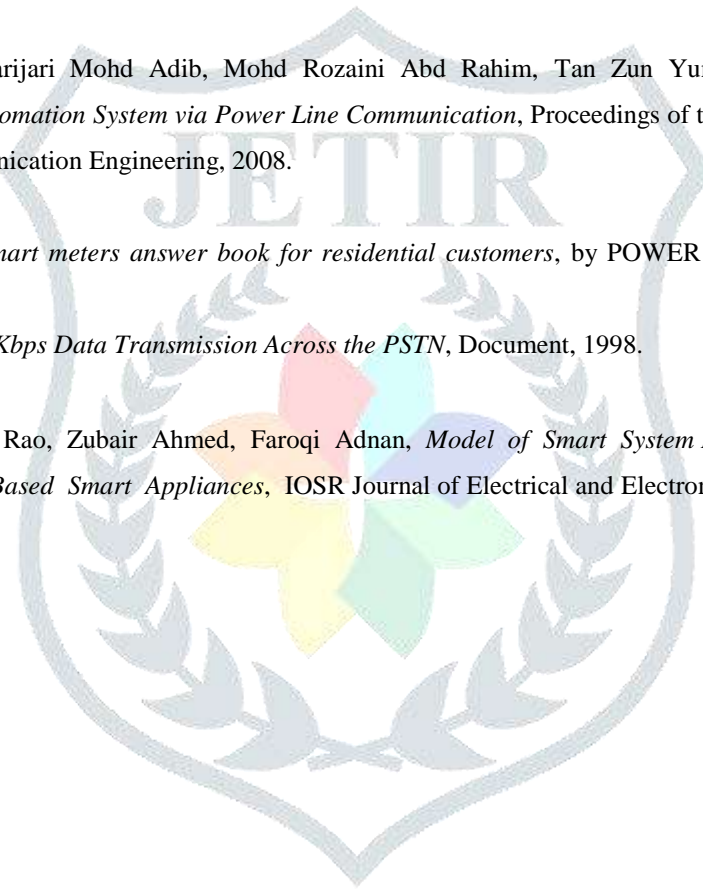 arijari Mohd Adib, Mohd Rozaini Abd Rahim, Tan Zun Yu
omation System via Power Line Communication, Proceedings of t
nication Engineering, 2008.
JETIR
mart meters answer book for residential customers, by POWER
Kbps Data Transmission Across the PSTN, Document, 1998.
Rao, Zubair Ahmed, Faroqi Adnan, Model of Smart System
Based Smart Appliances, IOSR Journal of Electrical and Electron